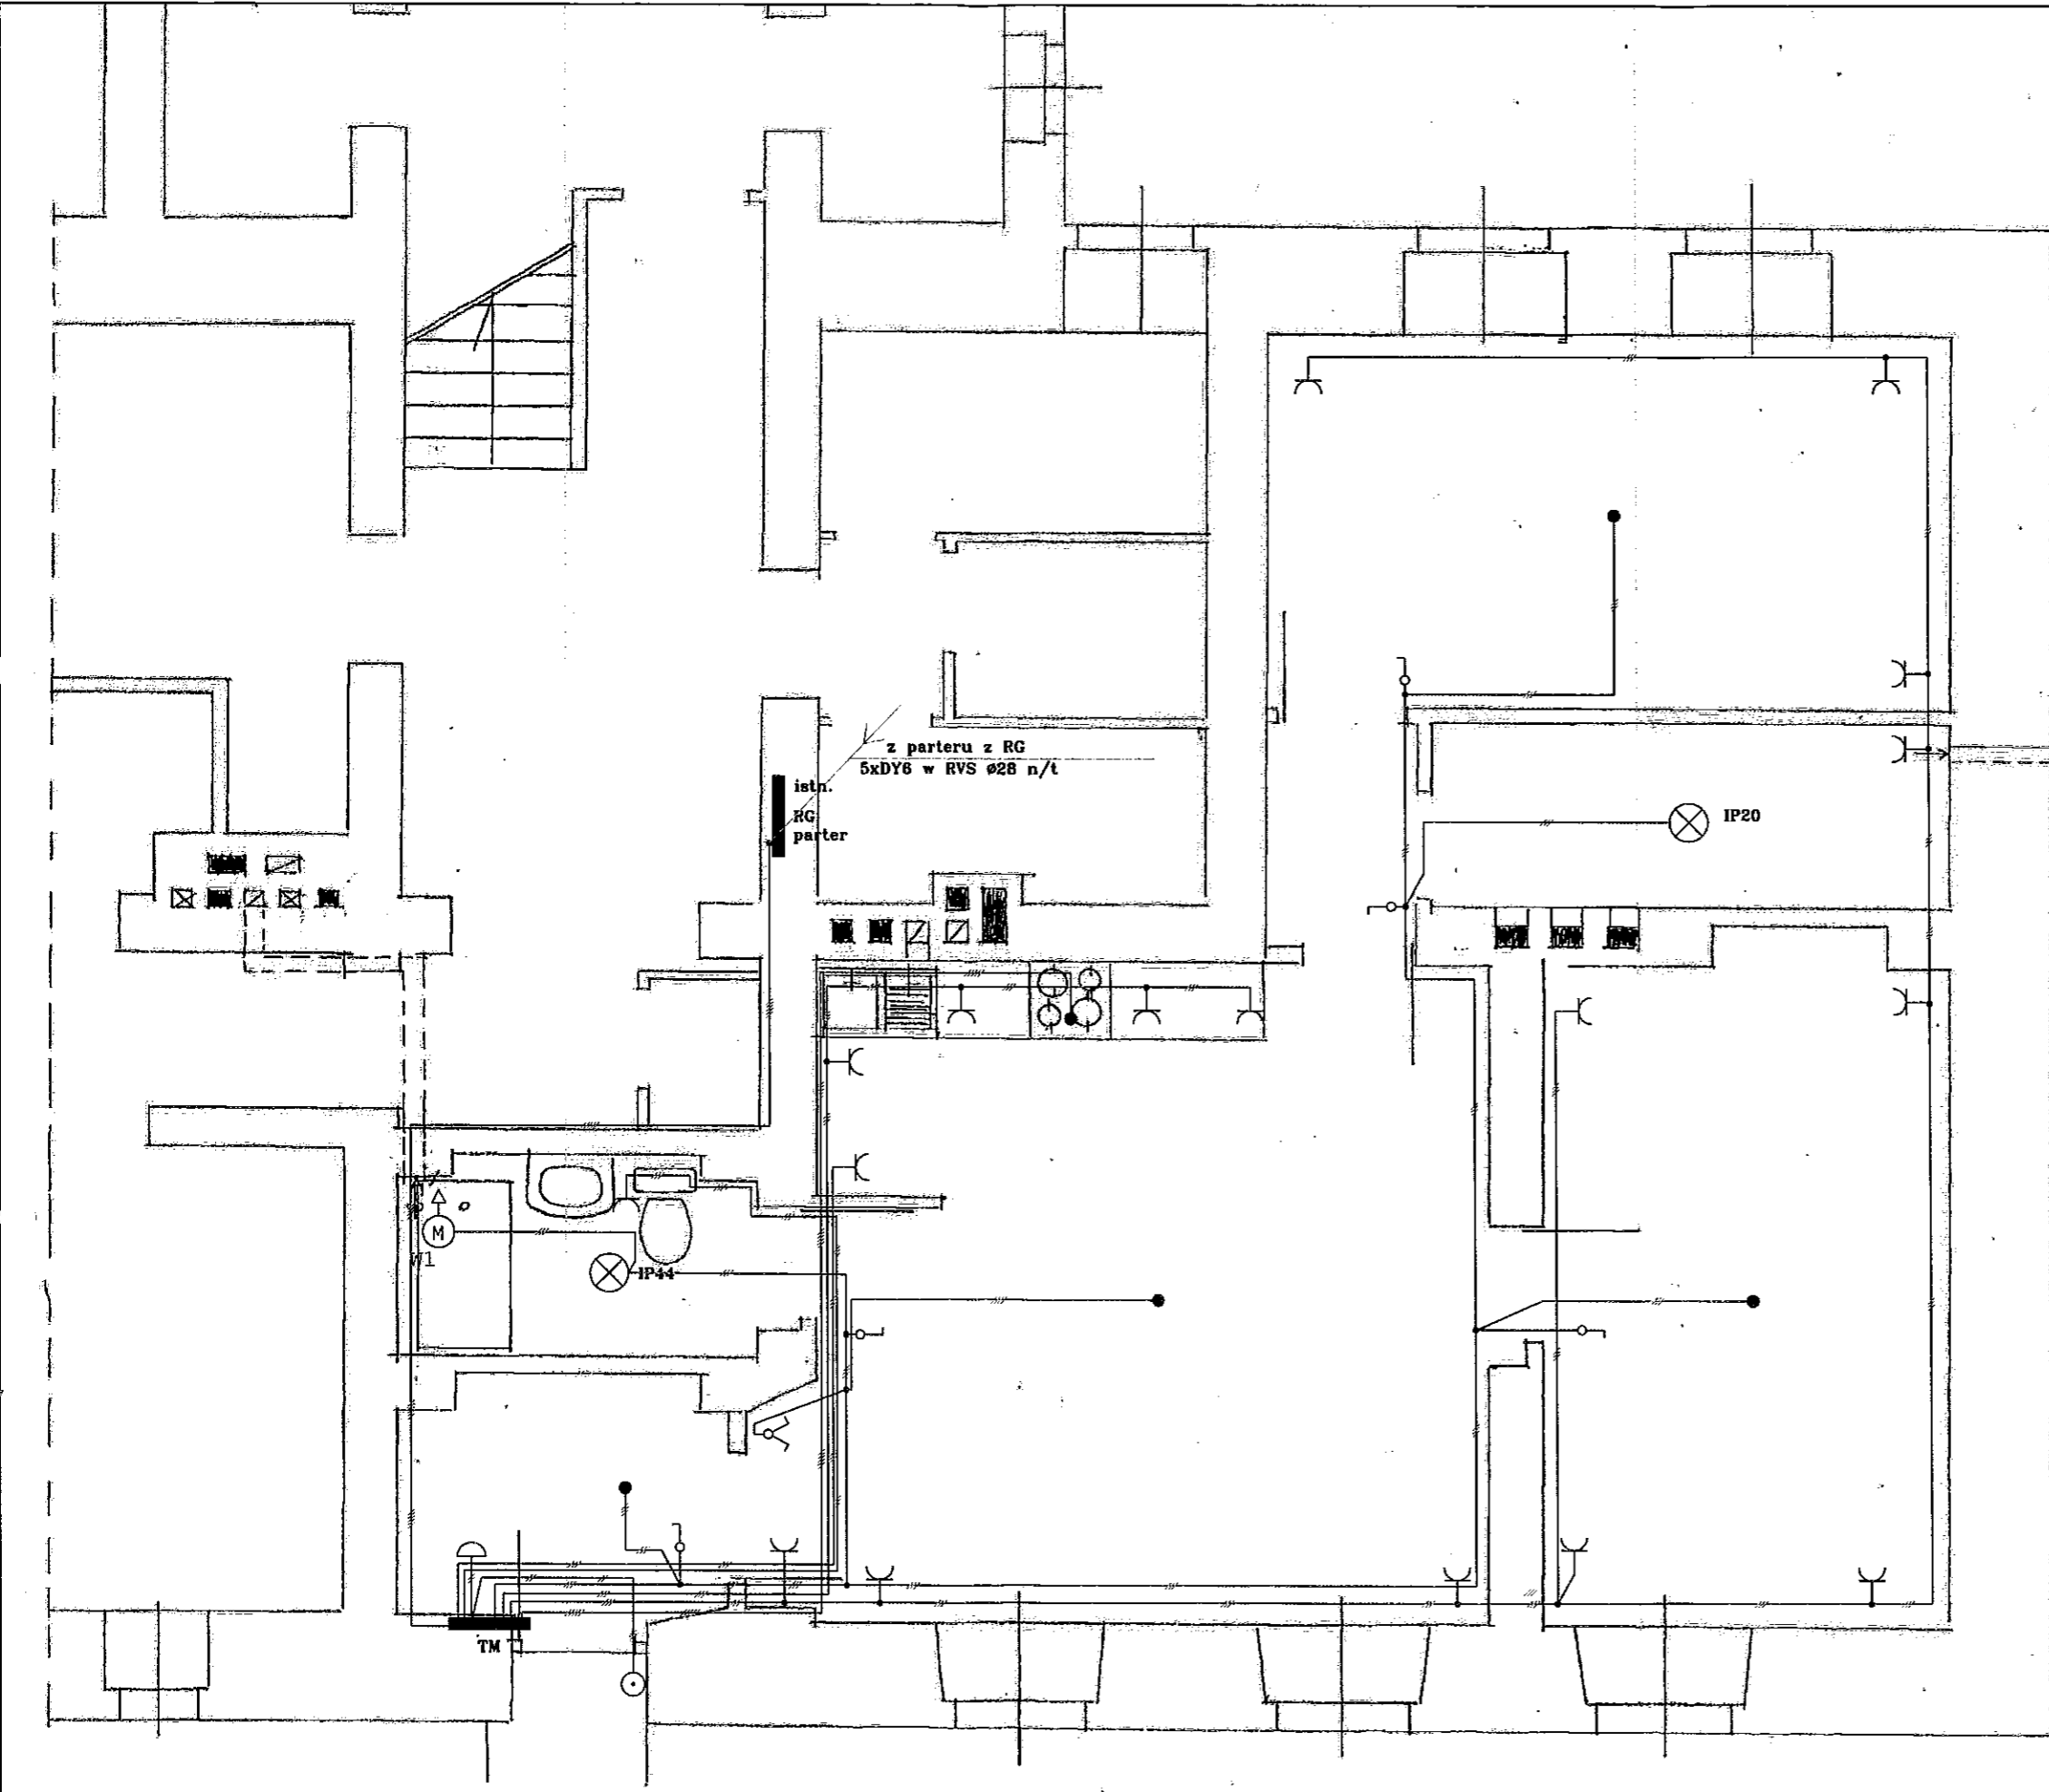 z parteru z RG
5xDY6 w RVS ø28 n/t
istn.
RG
parter
IP20
M
W1
IP44
TM